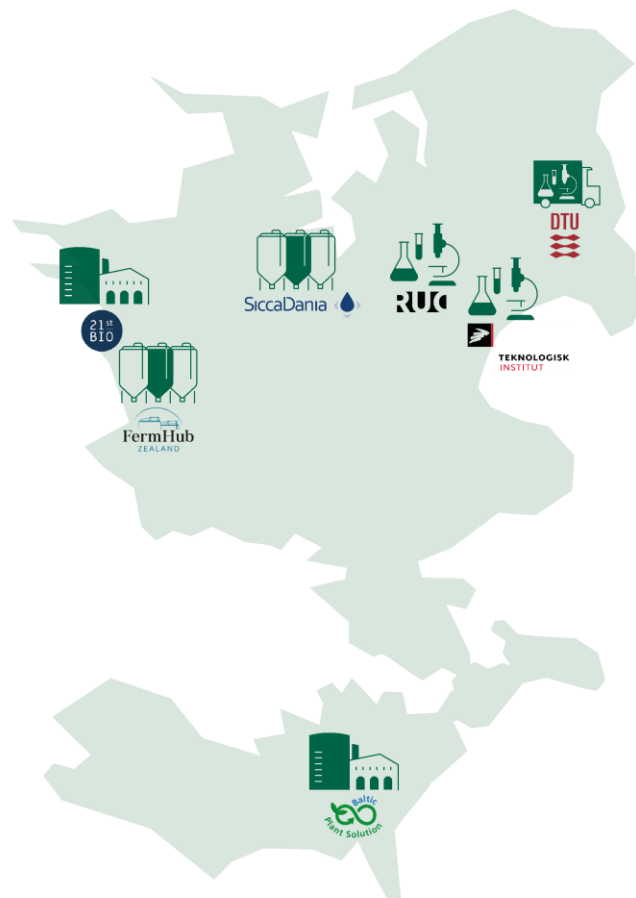 DTU
SiccaDania
RUC
21st
BIO
TEKNOLOGISK
INSTITUT
FermHub
ZEALAND
Baltic
Plant Solution